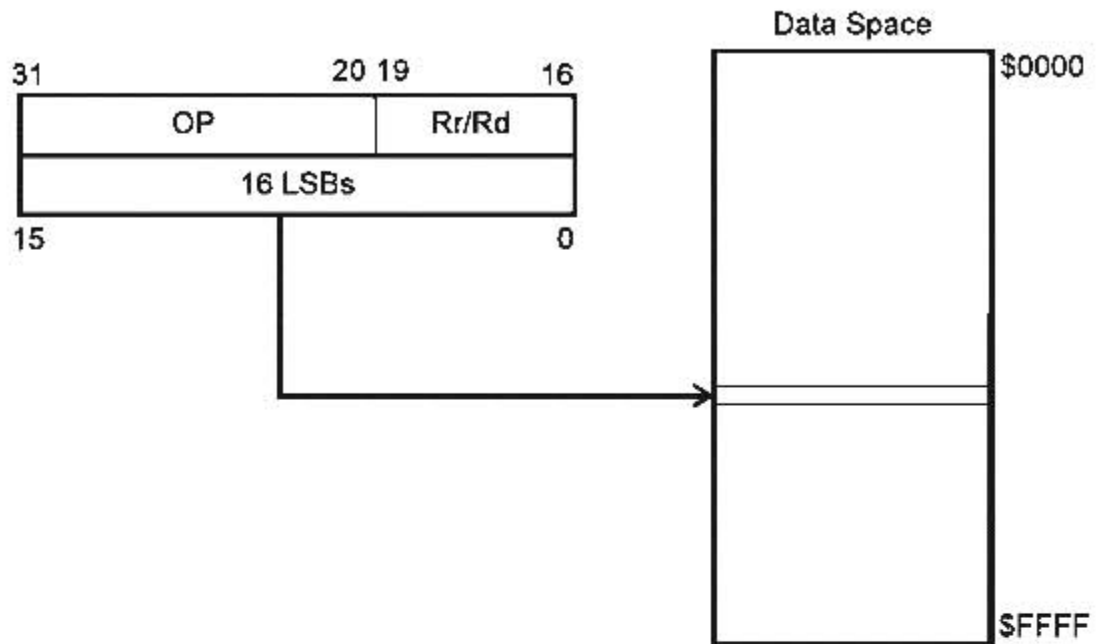 Data Space
31 20 19 16 $0000
OP Rr/Rd
16 LSBs
15 0
$FFFF